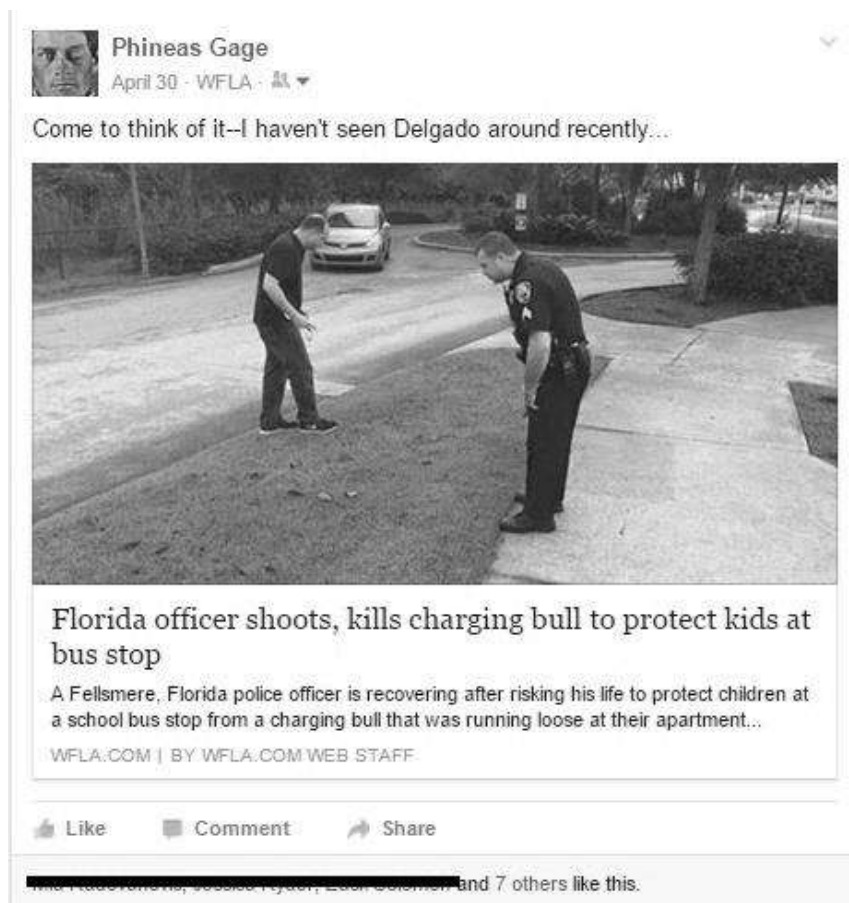 Phineas Gage
April 30 · WFLA ·
Come to think of it--I haven't seen Delgado around recently...
Florida officer shoots, kills charging bull to protect kids at
bus stop
A Fellsmere, Florida police officer is recovering after risking his life to protect children at
a school bus stop from a charging bull that was running loose at their apartment...
WFLA.COM | BY WFLA.COM WEB STAFF
Like Comment Share
and 7 others like this.